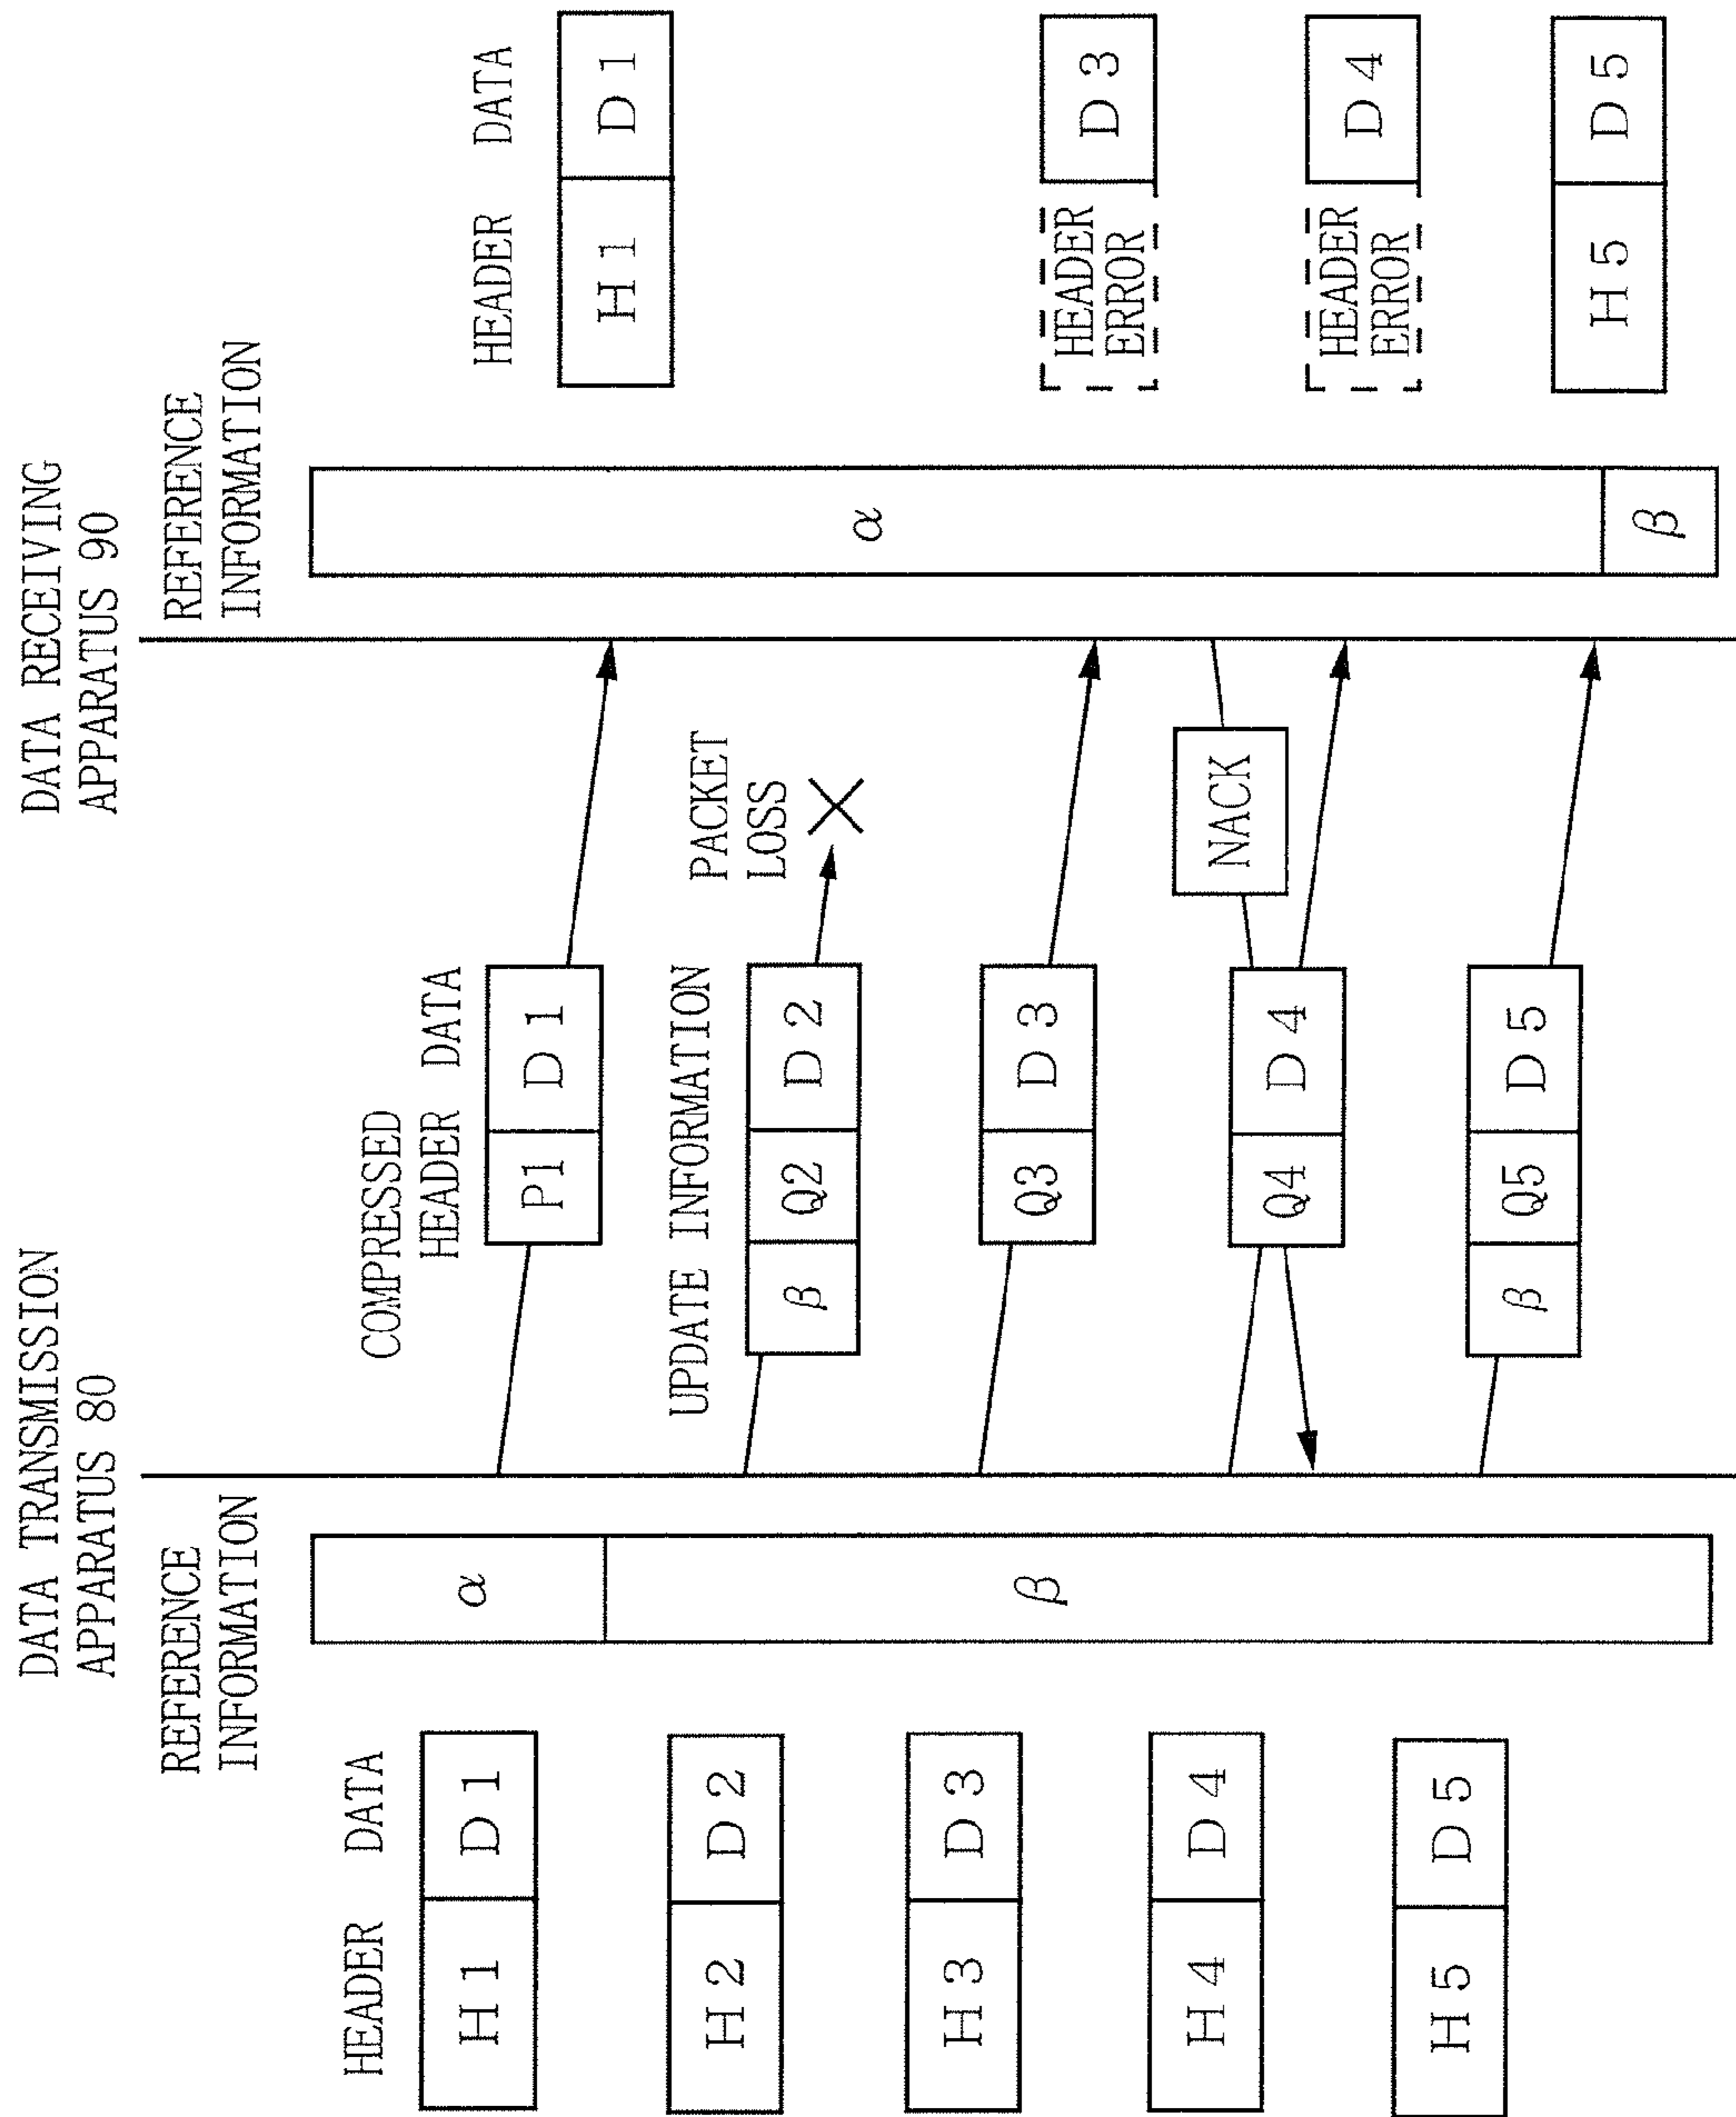 DATA TRANSMISSION
APPARATUS 80
DATA RECEIVING
APPARATUS 90
REFERENCE
INFORMATION
REFERENCE
INFORMATION
HEADER DATA
COMPRESSED
HEADER DATA
HEADER DATA
α
β
α
β
H1 D1
P1 D1
H1 D1
UPDATE INFORMATION
PACKET
LOSS
H2 D2
β Q2 D2
H3 D3
Q3 D3
HEADER
ERROR
D3
NACK
H4 D4
Q4 D4
HEADER
ERROR
D4
H5 D5
β Q5 D5
H5 D5